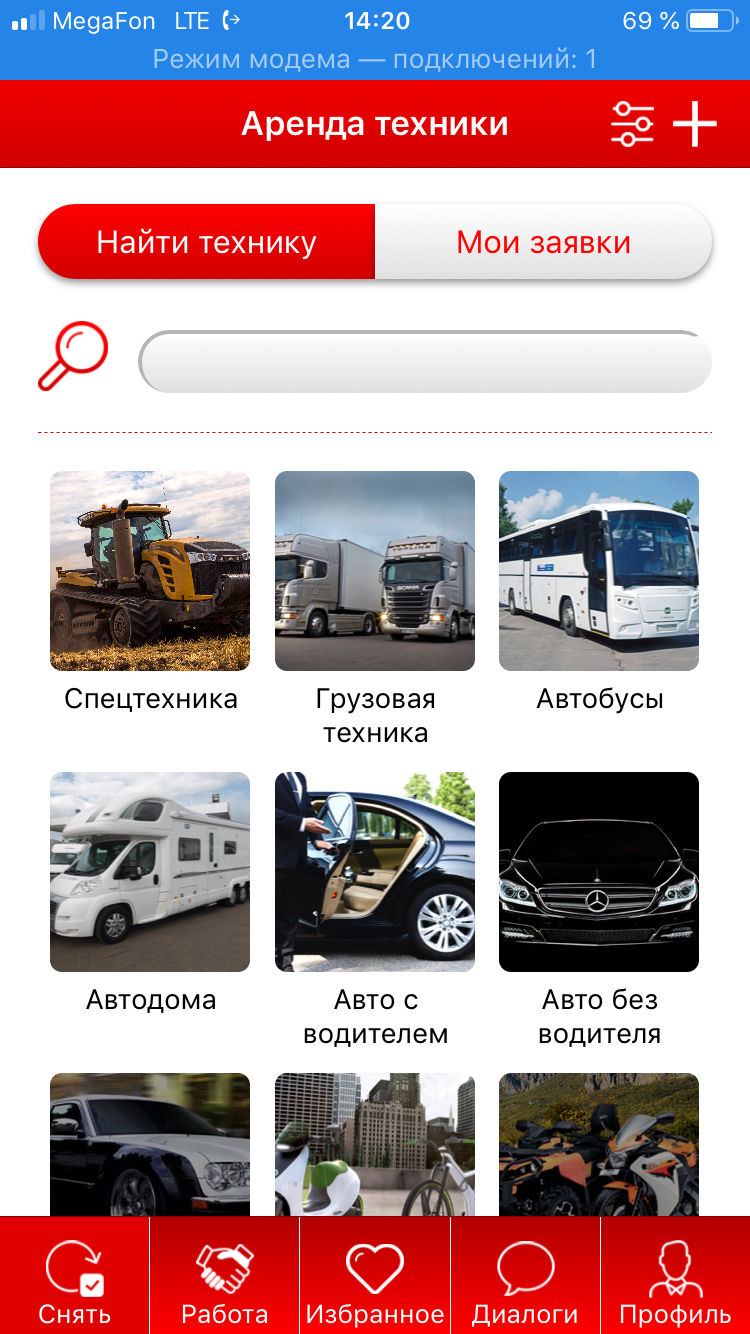 MegaFon LTE 14:20 69 %
Режим модема — подключений: 1
Аренда техники
Найти технику Мои заявки
SCANIA
Спецтехника Грузовая техника Автобусы
Автодома Авто с водителем Авто без водителя
Снять Работа Избранное Диалоги Профиль